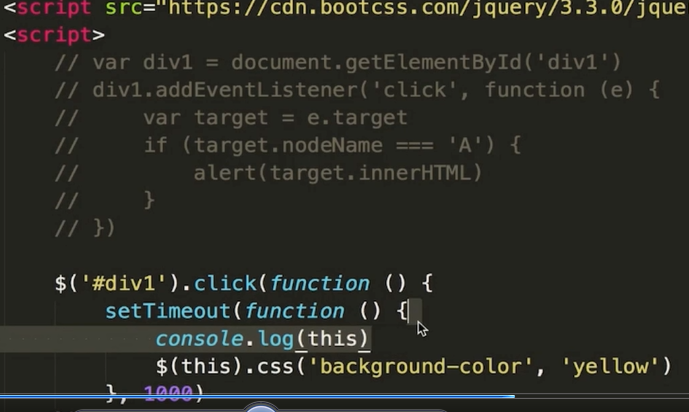 <script src="https://cdn.bootcss.com/jquery/3.3.0/jque
<script>
// var div1 = document.getElementById('div1')
// div1.addEventListener('click', function (e) {
//     var target = e.target
//     if (target.nodeName === 'A') {
//         alert(target.innerHTML)
//     }
// })
$('#div1').click(function () {
setTimeout(function () {
console.log(this)
$(this).css('background-color', 'yellow')
}, 1000)